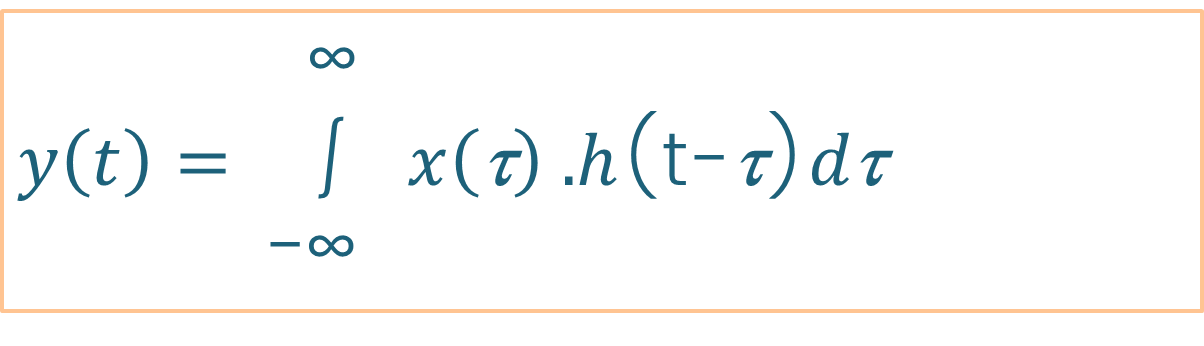 ∞
y(t) = ∫ x(τ) .h(t−τ)dτ
−∞